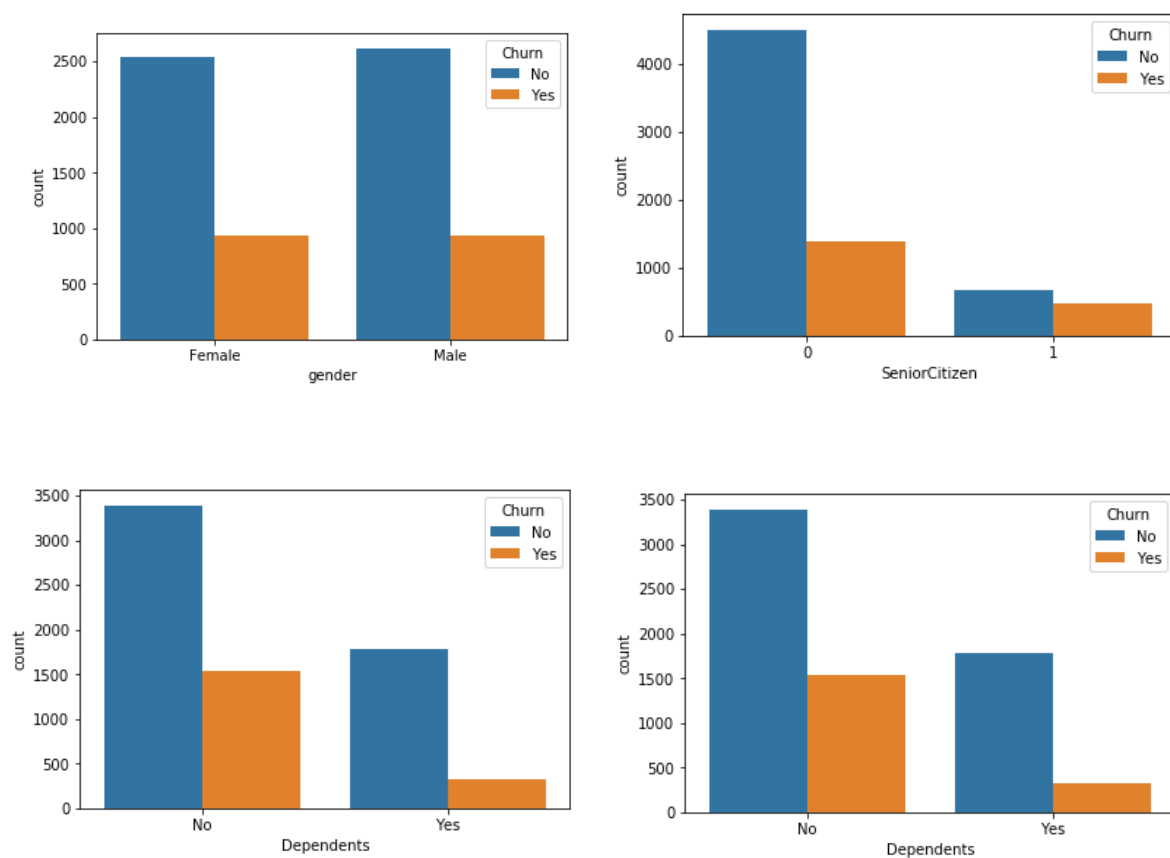 2500
2000
1500
1000
500
0
count
Churn
No
Yes
Female
Male
gender
4000
3000
2000
1000
0
count
Churn
No
Yes
0
1
SeniorCitizen
3500
3000
2500
2000
1500
1000
500
0
count
Churn
No
Yes
No
Yes
Dependents
3500
3000
2500
2000
1500
1000
500
0
count
Churn
No
Yes
No
Yes
Dependents